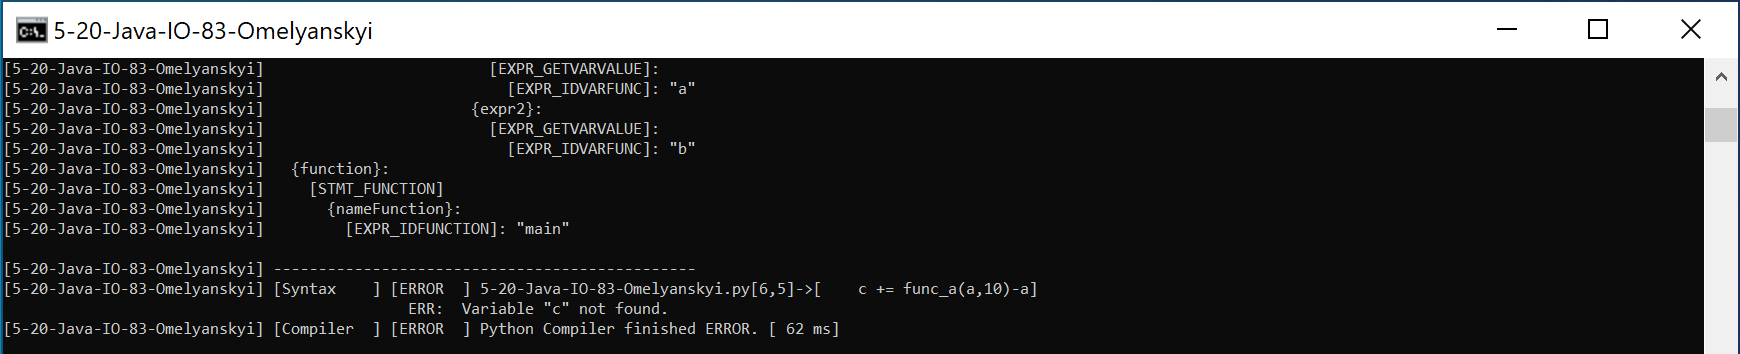 5-20-Java-IO-83-Omelyanskyi
[5-20-Java-IO-83-Omelyanskyi]                         [EXPR_GETVARVALUE]:
[5-20-Java-IO-83-Omelyanskyi]                           [EXPR_IDVARFUNC]: "a"
[5-20-Java-IO-83-Omelyanskyi]                       {expr2}:
[5-20-Java-IO-83-Omelyanskyi]                         [EXPR_GETVARVALUE]:
[5-20-Java-IO-83-Omelyanskyi]                           [EXPR_IDVARFUNC]: "b"
[5-20-Java-IO-83-Omelyanskyi]   {function}:
[5-20-Java-IO-83-Omelyanskyi]     [STMT_FUNCTION]
[5-20-Java-IO-83-Omelyanskyi]       {nameFunction}:
[5-20-Java-IO-83-Omelyanskyi]         [EXPR_IDFUNCTION]: "main"
[5-20-Java-IO-83-Omelyanskyi] -----------------------------------------------
[5-20-Java-IO-83-Omelyanskyi] [Syntax    ] [ERROR  ] 5-20-Java-IO-83-Omelyanskyi.py[6,5]->[    c += func_a(a,10)-a]
ERR:  Variable "c" not found.
[5-20-Java-IO-83-Omelyanskyi] [Compiler  ] [ERROR  ] Python Compiler finished ERROR. [ 62 ms]